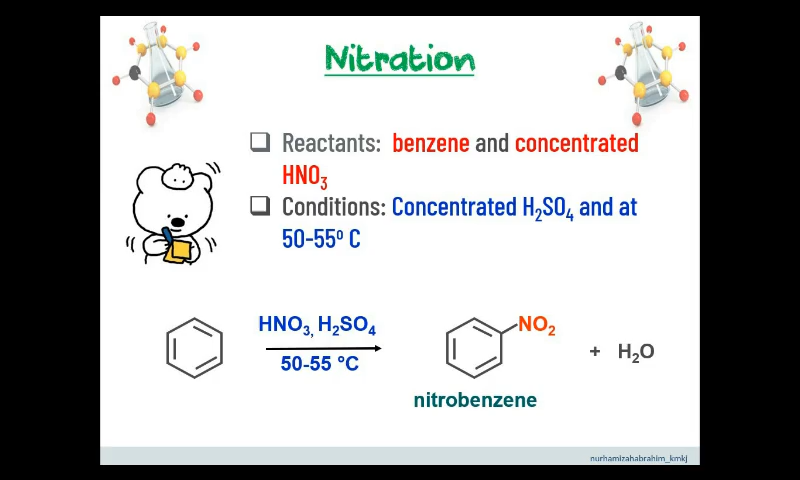 Nitration
❑ Reactants: benzene and concentrated
HNO₃
❑ Conditions: Concentrated H₂SO₄ and at
50-55⁰ C
HNO₃, H₂SO₄
50-55 °C
NO₂
+ H₂O
nitrobenzene
nurhamizahabrahim_kmkj